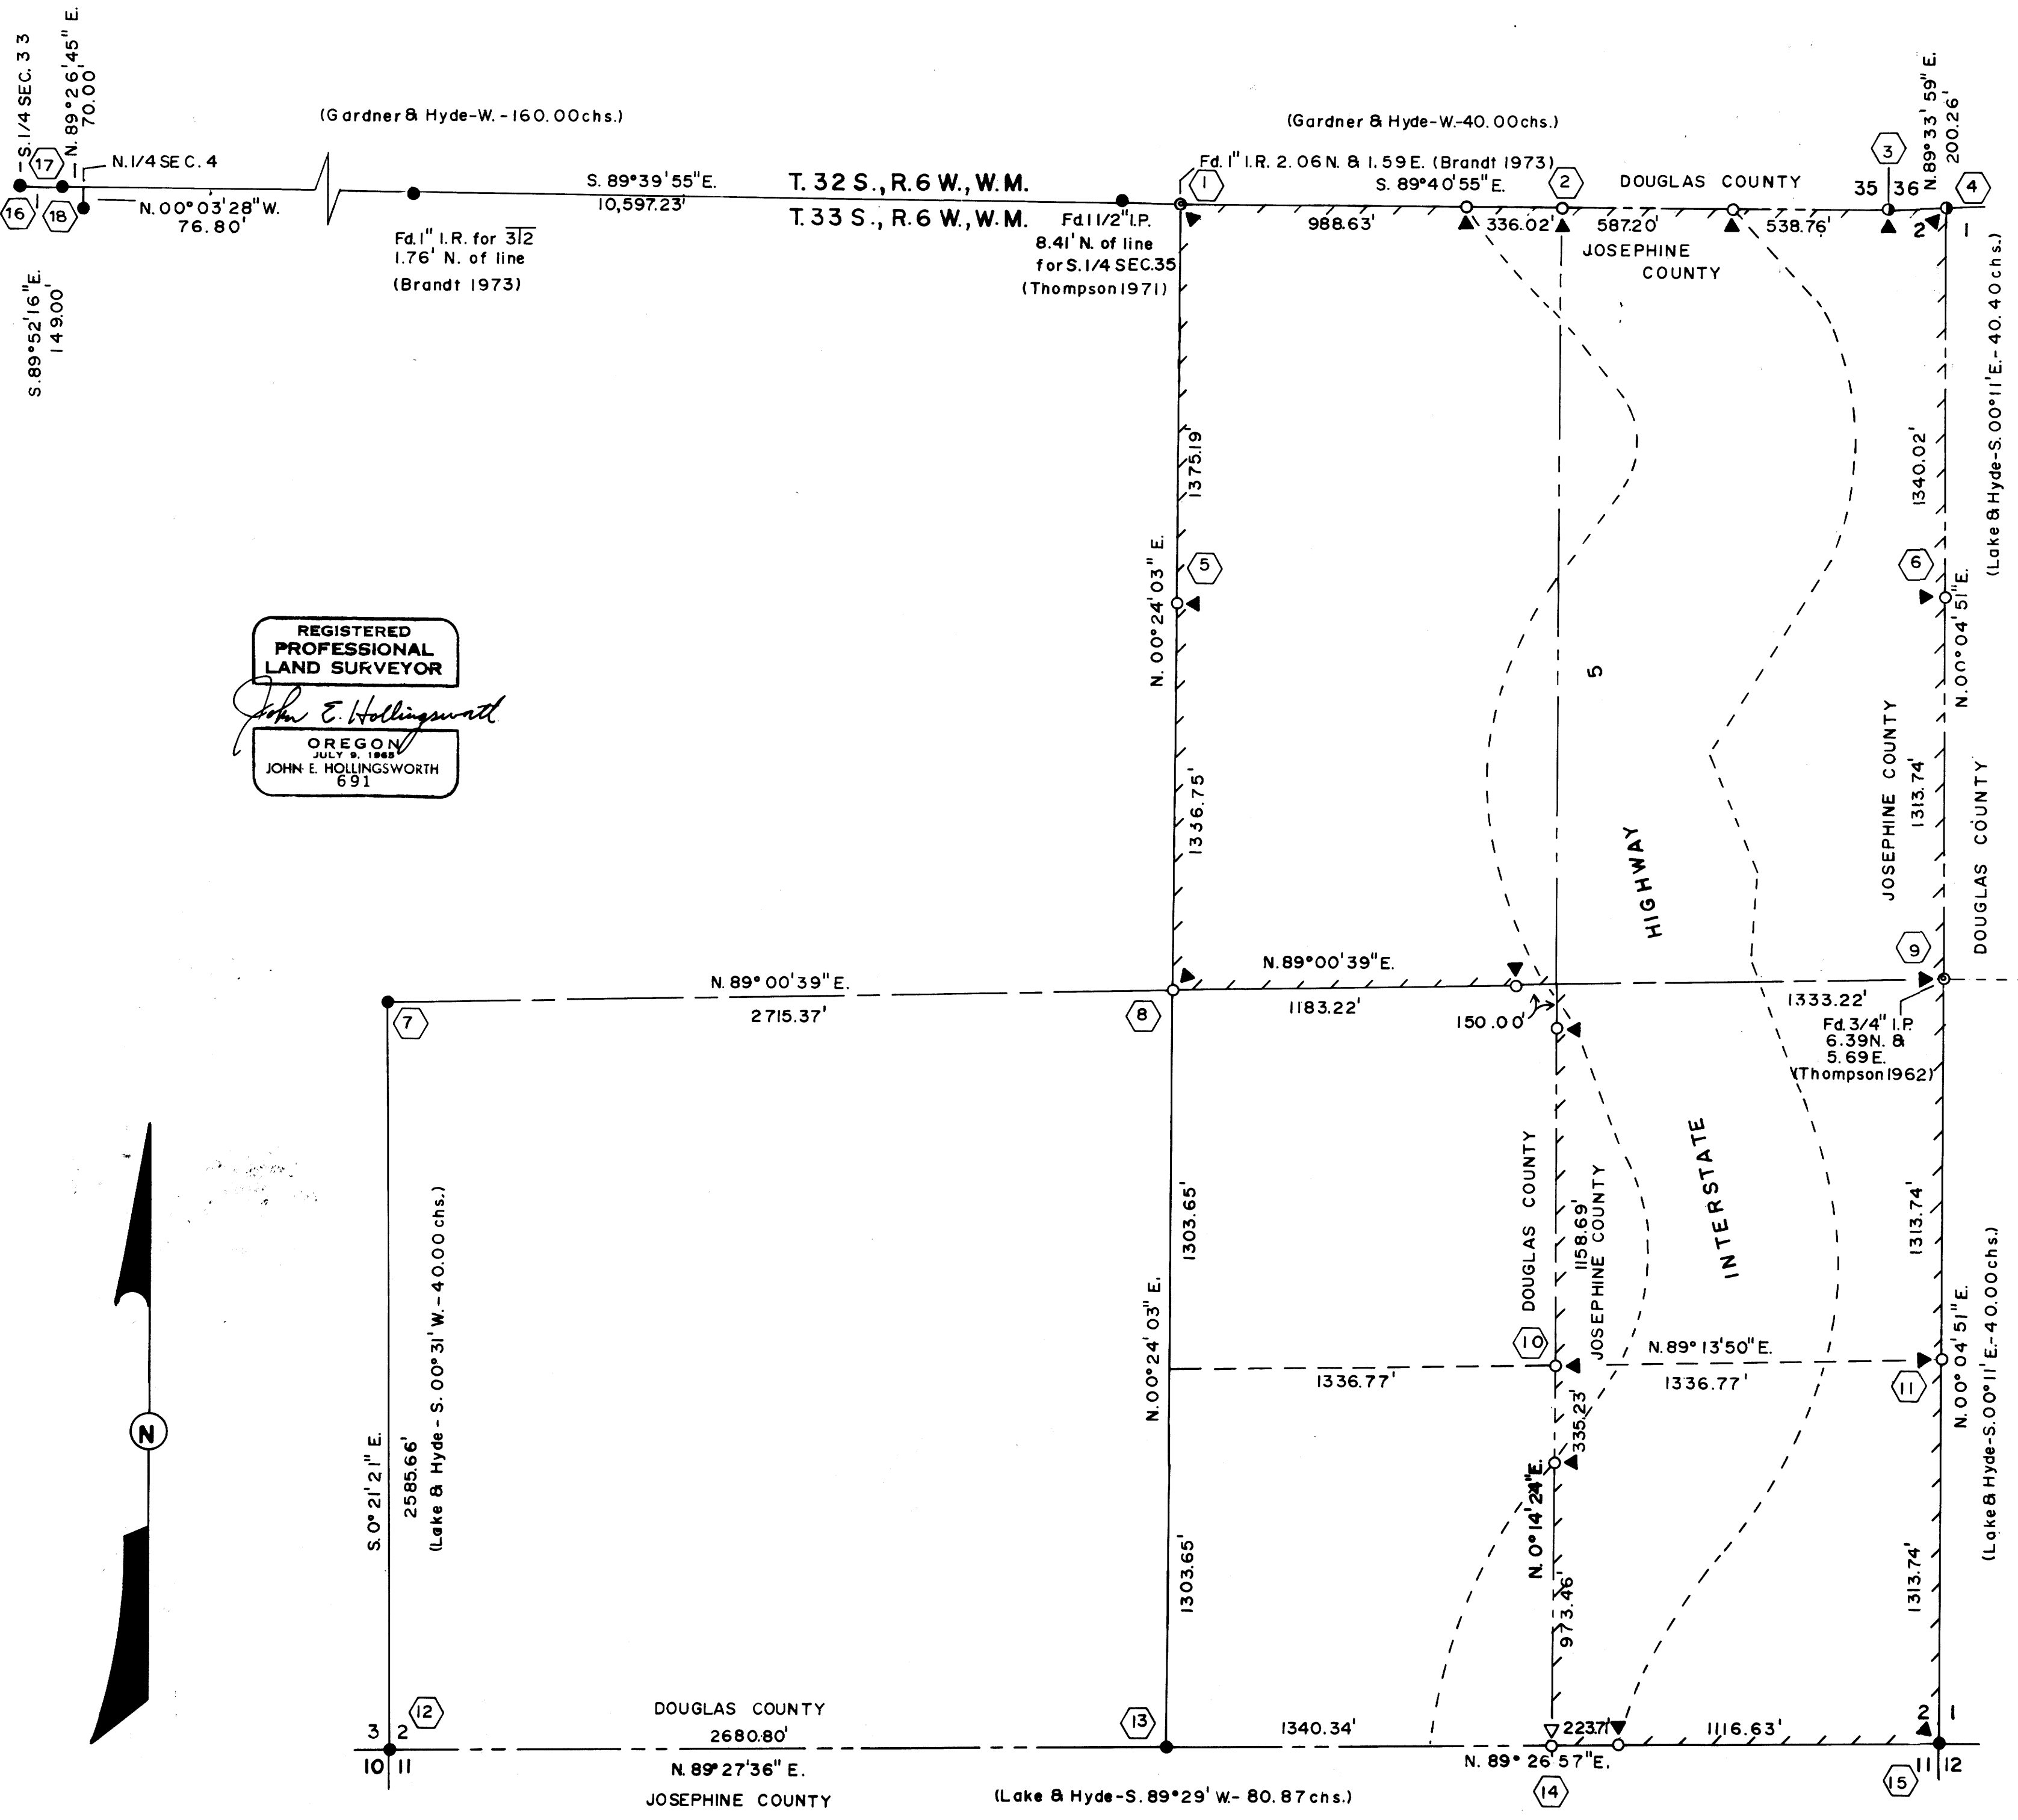 S. 1/4 SEC. 33
N. 89°26'45" E.
70.00'
17
N. 1/4 SEC. 4
16
18
N. 00°03'28" W.
76.80'
S. 89°52'16" E.
149.00'
(Gardner & Hyde-W.-160.00chs.)
S. 89°39'55" E.
10,597.23'
Fd. 1" I.R. for 3|2
1.76' N. of line
(Brandt 1973)
T. 32 S., R. 6 W., W. M.
T. 33 S., R. 6 W., W. M.
Fd. 1 1/2" I.P.
8.41' N. of line
for S. 1/4 SEC. 35
(Thompson 1971)
(Gardner & Hyde-W.-40.00chs.)
Fd. 1" I.R. 2.06 N. & 1.59 E. (Brandt 1973)
1
S. 89°40'55" E.
2
DOUGLAS COUNTY
3
35 36
N. 89°33'59" E.
200.26'
4
988.63'
336.02'
587.20'
538.76'
2 1
JOSEPHINE
COUNTY
(Lake & Hyde-S. 00°11' E.-40.40chs.)
1375.19'
1340.02'
N. 00°24'03" E.
5
6
N. 00°04'51" E.
REGISTERED
PROFESSIONAL
LAND SURVEYOR
John E. Hollingsworth
OREGON
JULY 9, 1965
JOHN E. HOLLINGSWORTH
691
5
HIGHWAY
INTERSTATE
1336.75'
JOSEPHINE COUNTY
1313.74'
DOUGLAS COUNTY
N. 89°00'39" E.
2715.37'
7
8
N. 89°00'39" E.
1183.22'
150.00'
9
1333.22'
Fd. 3/4" I.P.
6.39 N. &
5.69 E.
(Thompson 1962)
1303.65'
DOUGLAS COUNTY
1158.69'
JOSEPHINE COUNTY
1313.74'
S. 0°21'21" E.
2585.66'
(Lake & Hyde - S. 00°31' W.-40.00chs.)
N. 00°24'03" E.
10
N. 89°13'50" E.
1336.77'
1336.77'
11
335.23'
N. 00°04'51" E.
(Lake & Hyde-S. 00°11' E.-40.00chs.)
N
N. 0°14'24" E.
973.46'
1303.65'
1313.74'
3 2
12
DOUGLAS COUNTY
2680.80'
13
1340.34'
223.71'
1116.63'
2 1
10 11
N. 89°27'36" E.
N. 89°26'57" E.
11 12
JOSEPHINE COUNTY
(Lake & Hyde-S. 89°29' W.-80.87chs.)
14
15